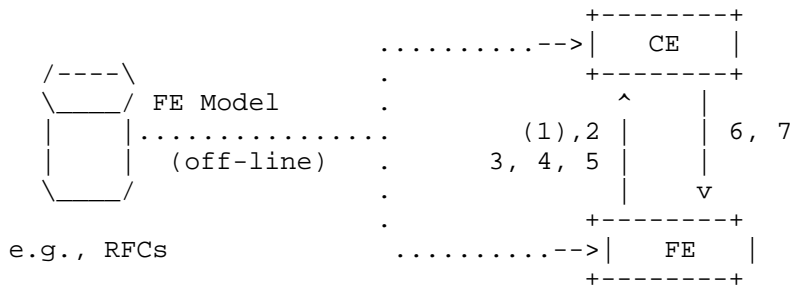 CE
FE Model
(1),2 6, 7
(off-line) 3, 4, 5
e.g., RFCs FE